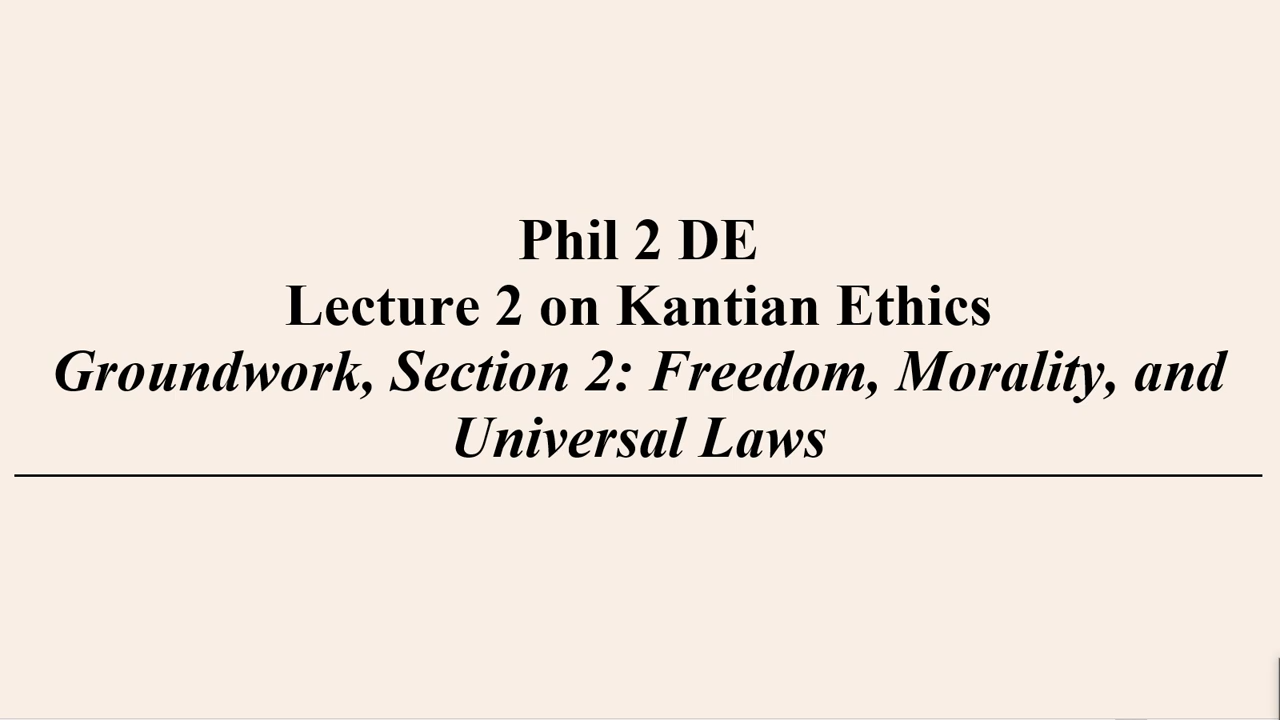 Phil 2 DE
Lecture 2 on Kantian Ethics
Groundwork, Section 2: Freedom, Morality, and
Universal Laws